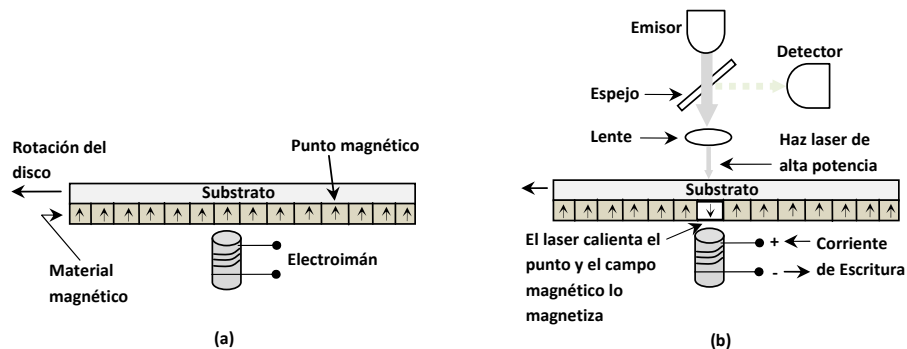 Rotación del
disco
Punto magnético
Substrato
Material
magnético
Electroimán
(a)
Emisor
Detector
Espejo
Lente
Haz laser de
alta potencia
Substrato
El laser calienta el
punto y el campo
magnético lo
magnetiza
+
-
Corriente
de Escritura
(b)